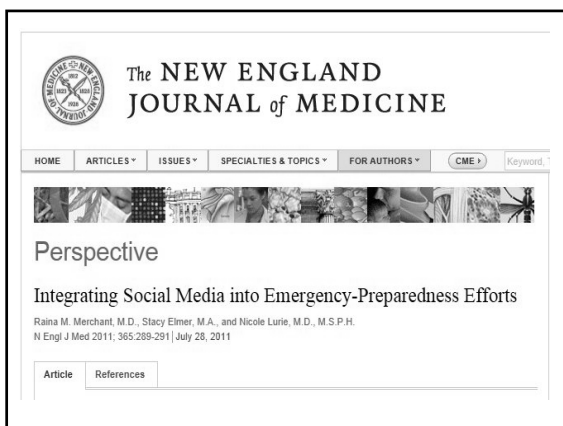 The NEW ENGLAND
JOURNAL of MEDICINE
HOME ARTICLES ISSUES SPECIALTIES & TOPICS FOR AUTHORS CME Keyword,
Perspective
Integrating Social Media into Emergency-Preparedness Efforts
Raina M. Merchant, M.D., Stacy Elmer, M.A., and Nicole Lurie, M.D., M.S.P.H.
N Engl J Med 2011; 365:289-291 | July 28, 2011
Article References